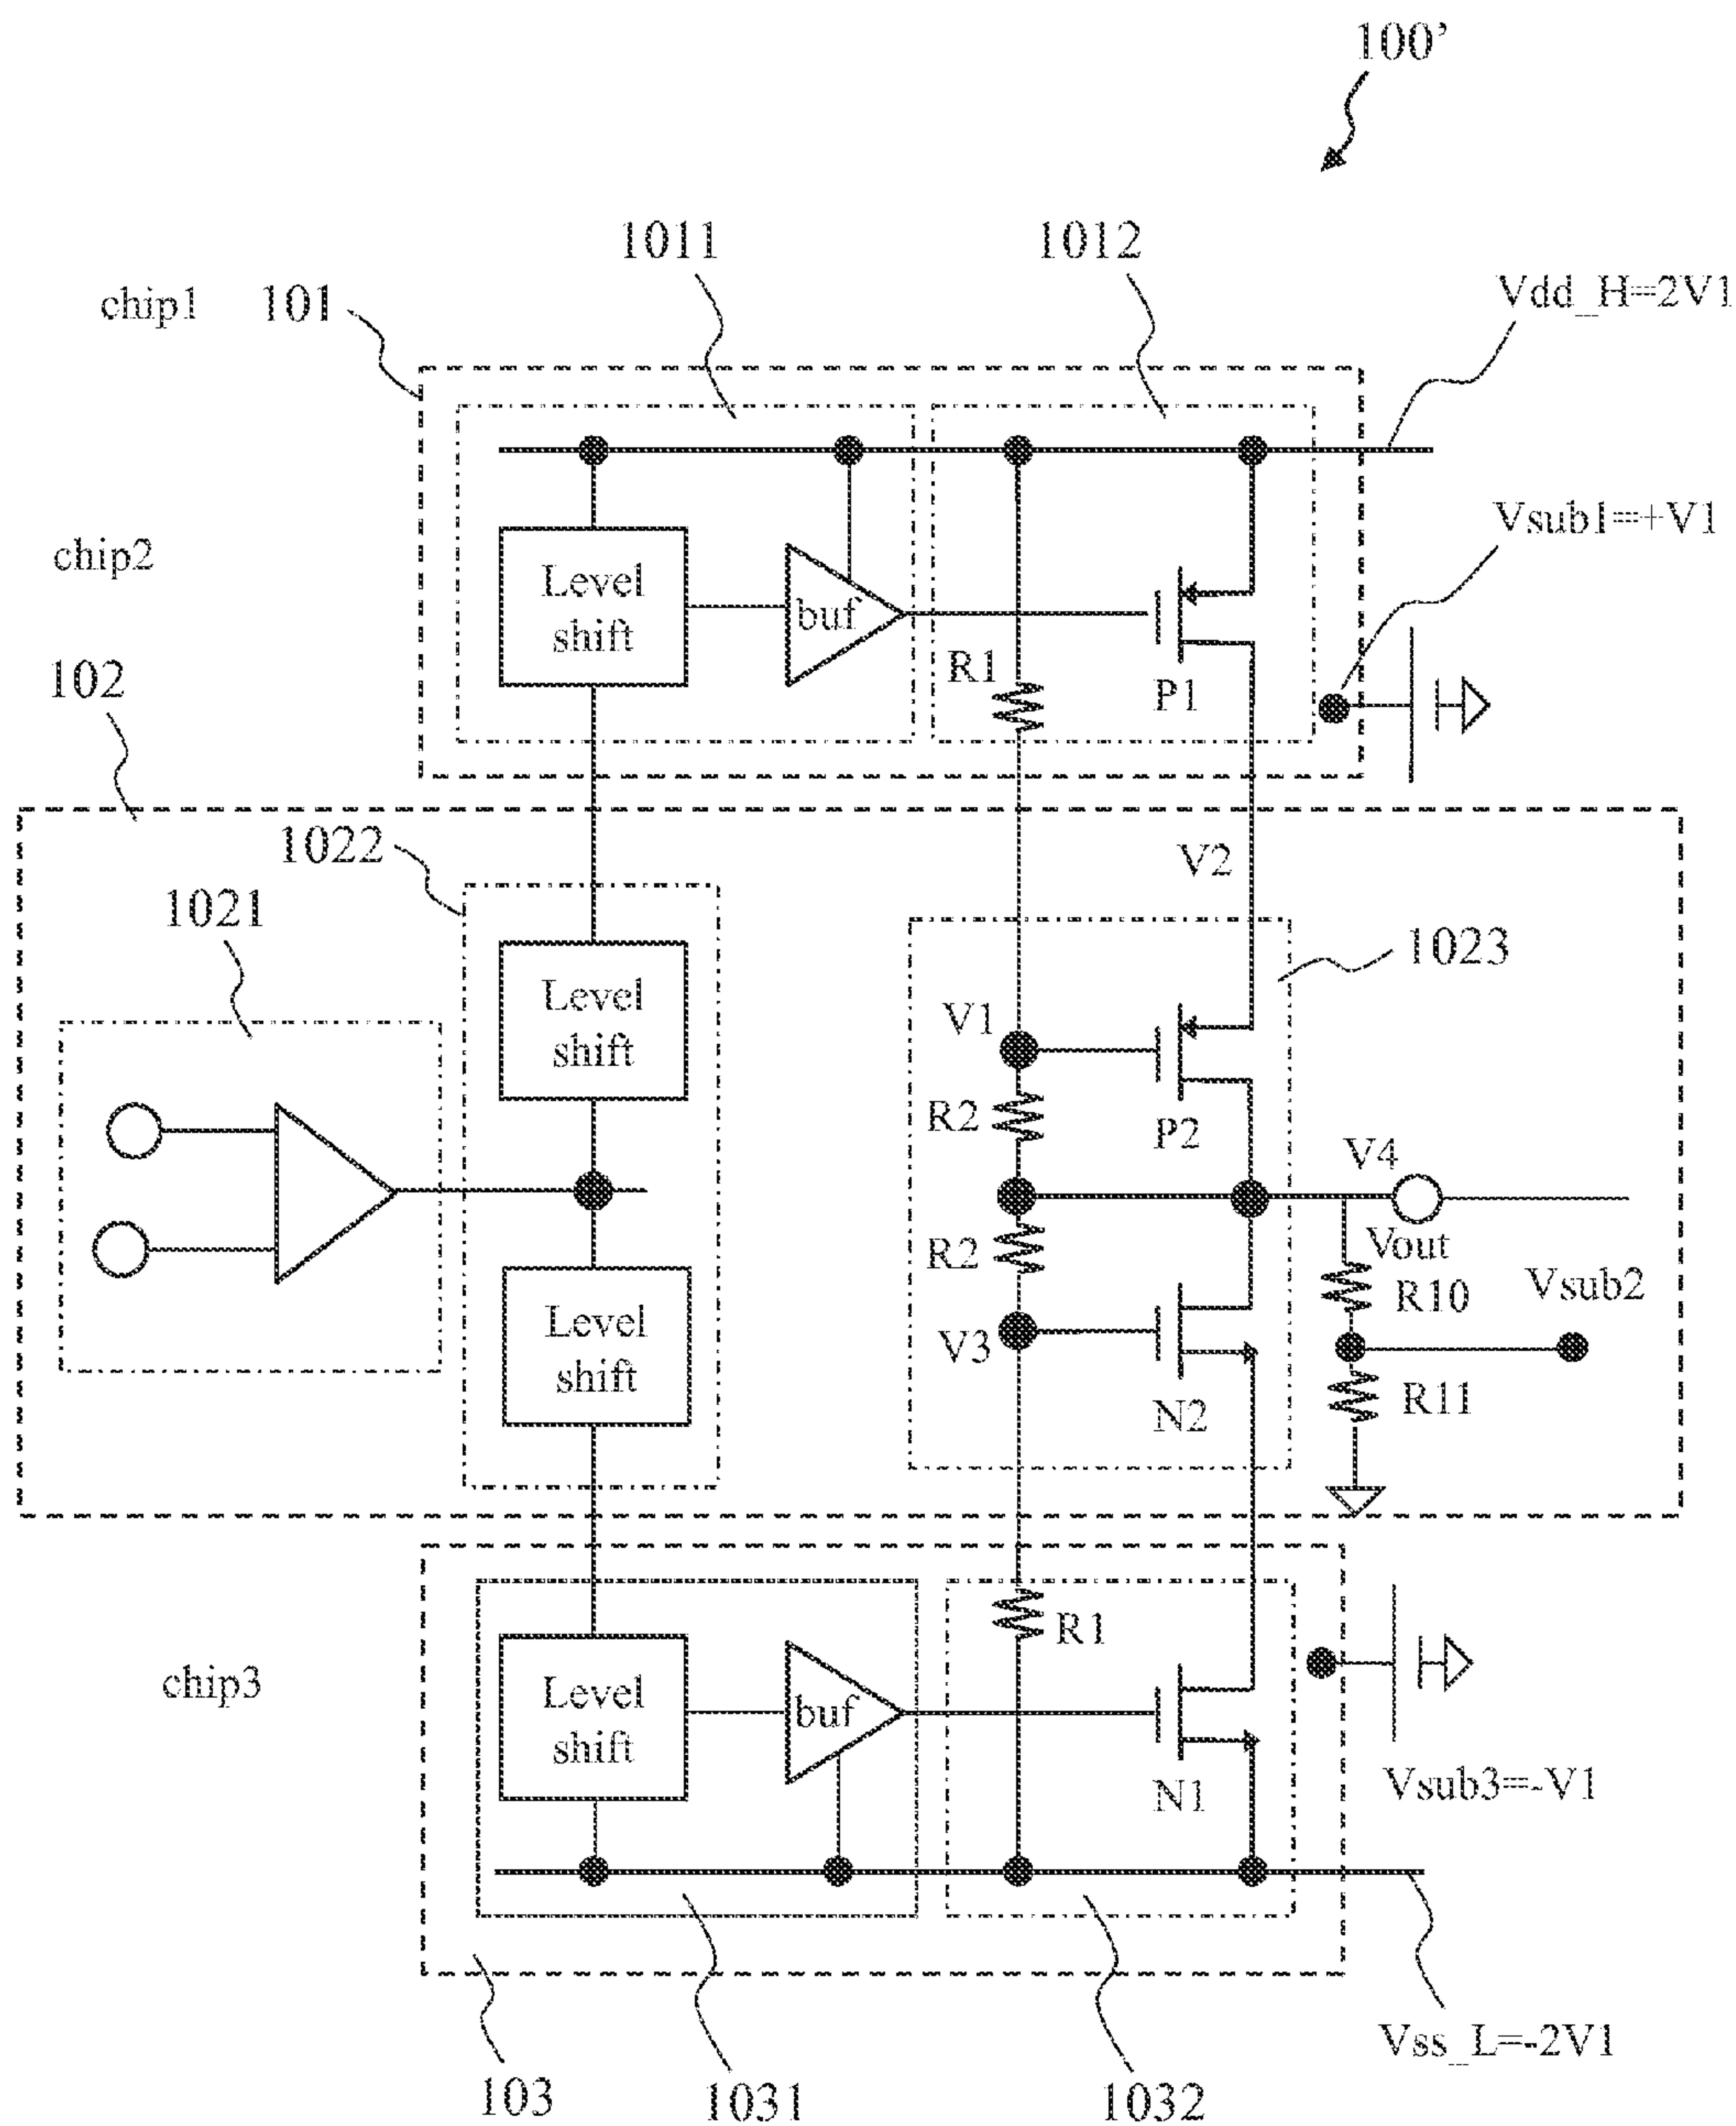 100'
1011
1012
chip1
101
Vdd_H=2V1
Vsub1=+V1
chip2
Level
shift
buf
R1
P1
102
1022
V2
1021
1023
Level
shift
V1
R2
P2
V4
Vout
R2
R10
Vsub2
Level
shift
V3
N2
R11
R1
chip3
Level
shift
buf
N1
Vsub3=-V1
Vss_L=-2V1
103
1031
1032